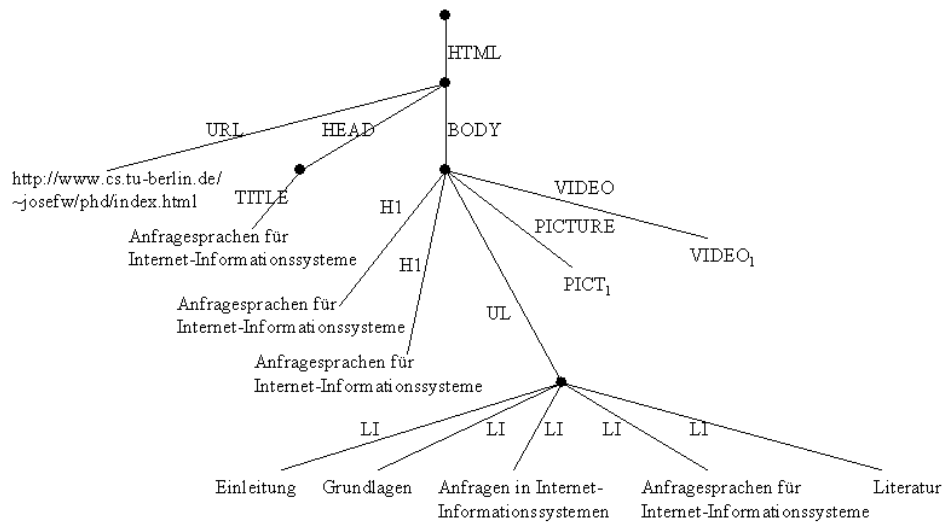 HTML
URL
HEAD
BODY
http://www.cs.tu-berlin.de/
~josefw/phd/index.html
TITLE
Anfragesprachen für
Internet-Informationssysteme
H1
VIDEO
PICTURE
VIDEO1
H1
PICT1
Anfragesprachen für
Internet-Informationssysteme
UL
Anfragesprachen für
Internet-Informationssysteme
LI
LI
LI
LI
LI
Einleitung
Grundlagen
Anfragen in Internet-
Informationssystemen
Anfragesprachen für
Internet-Informationssysteme
Literatur